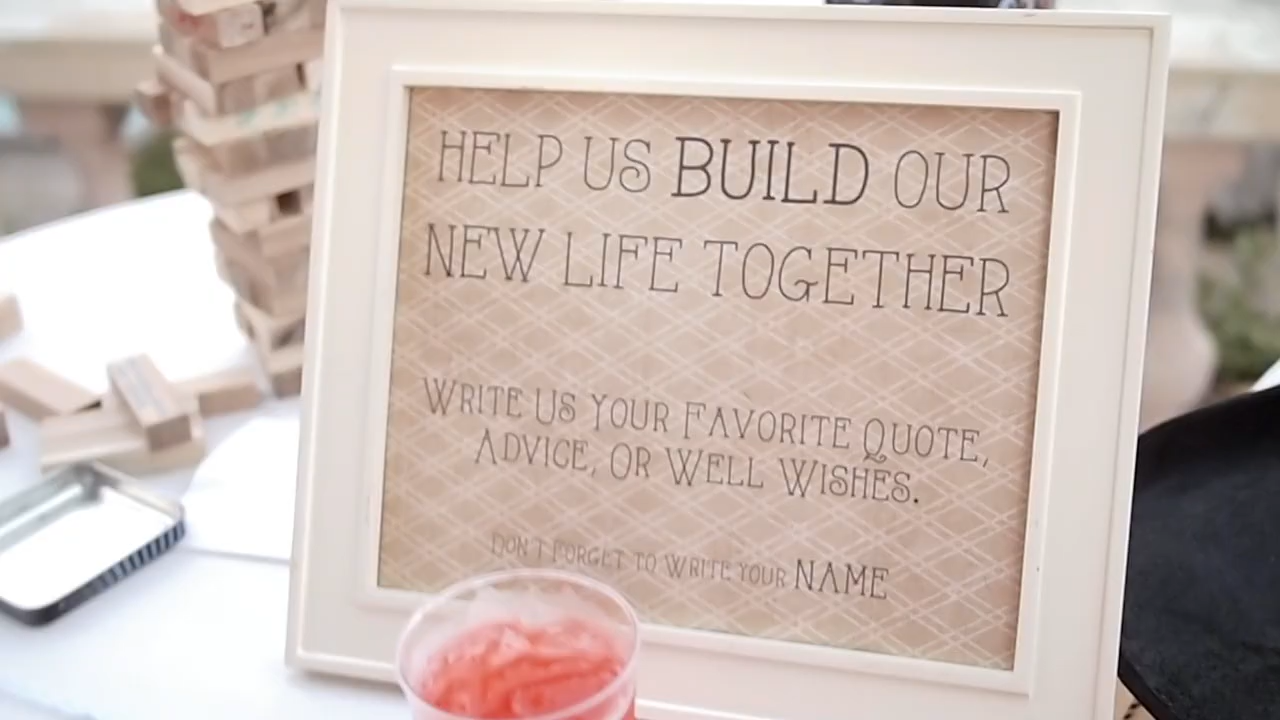 HELP US BUILD OUR
NEW LIFE TOGETHER
WRITE US YOUR FAVORITE QUOTE,
ADVICE, OR WELL WISHES.
DON'T FORGET TO WRITE YOUR NAME